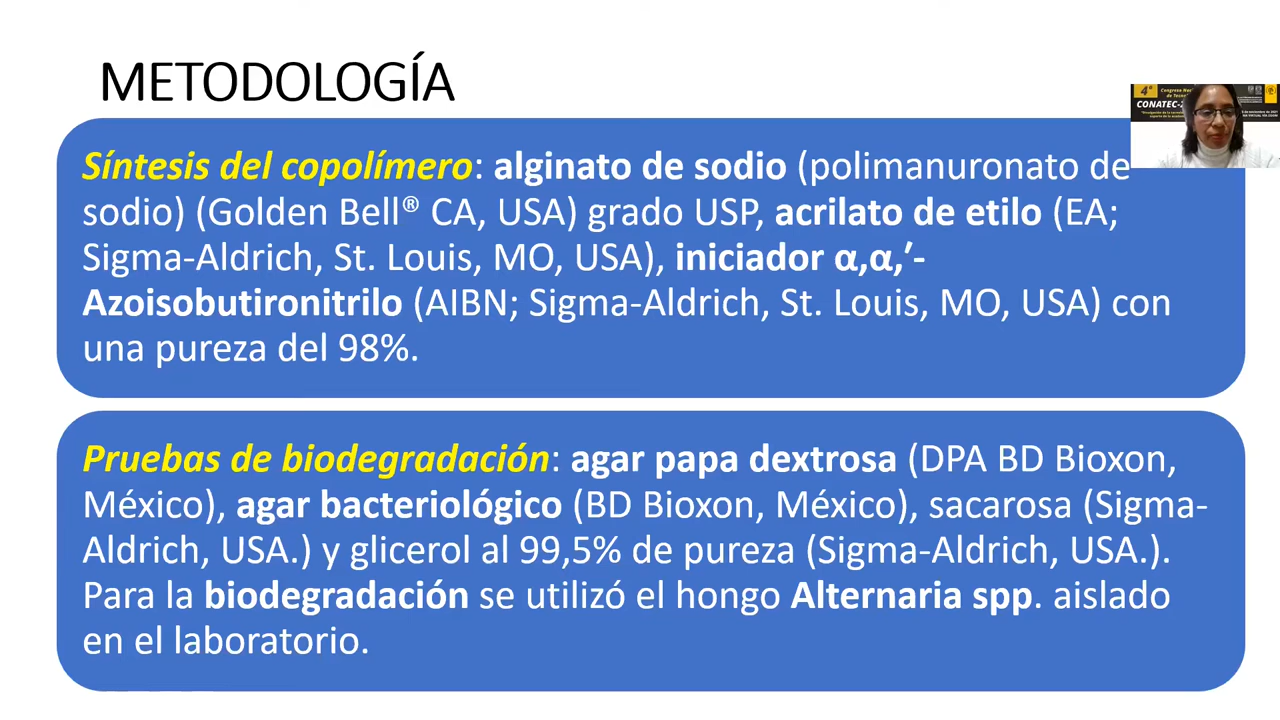 METODOLOGÍA
4°
Congreso
CONATEC-2
Síntesis del copolímero: alginato de sodio (polimanuronato de
sodio) (Golden Bell® CA, USA) grado USP, acrilato de etilo (EA;
Sigma-Aldrich, St. Louis, MO, USA), iniciador α,α,′-
Azoisobutironitrilo (AIBN; Sigma-Aldrich, St. Louis, MO, USA) con
una pureza del 98%.
Pruebas de biodegradación: agar papa dextrosa (DPA BD Bioxon,
México), agar bacteriológico (BD Bioxon, México), sacarosa (Sigma-
Aldrich, USA.) y glicerol al 99,5% de pureza (Sigma-Aldrich, USA.).
Para la biodegradación se utilizó el hongo Alternaria spp. aislado
en el laboratorio.